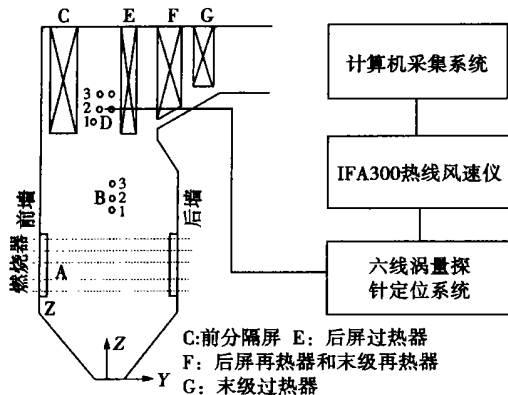 C E F G
3
2
1 D
3
B 2
1
前墙
后墙
燃烧器
A
Z
Z
Y
计算机采集系统
IFA300热线风速仪
六线涡量探
针定位系统
C:前分隔屏 E：后屏过热器
F：后屏再热器和末级再热器
G：末级过热器